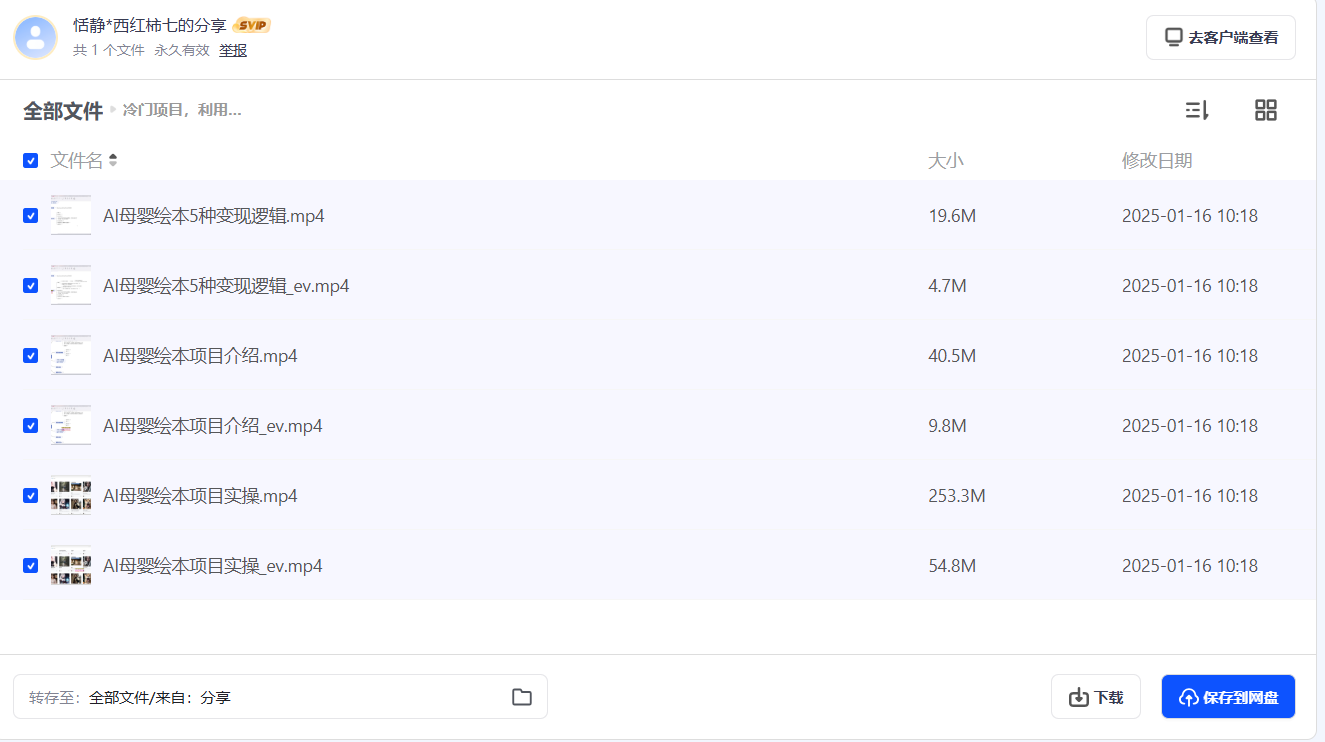 恬静*西红柿七的分享 SVIP
共 1 个文件 永久有效 举报
去客户端查看
全部文件 冷门项目，利用...
文件名 大小 修改日期
AI母婴绘本5种变现逻辑.mp4 19.6M 2025-01-16 10:18
AI母婴绘本5种变现逻辑_ev.mp4 4.7M 2025-01-16 10:18
AI母婴绘本项目介绍.mp4 40.5M 2025-01-16 10:18
AI母婴绘本项目介绍_ev.mp4 9.8M 2025-01-16 10:18
AI母婴绘本项目实操.mp4 253.3M 2025-01-16 10:18
AI母婴绘本项目实操_ev.mp4 54.8M 2025-01-16 10:18
转存至：全部文件/来自：分享 下载 保存到网盘